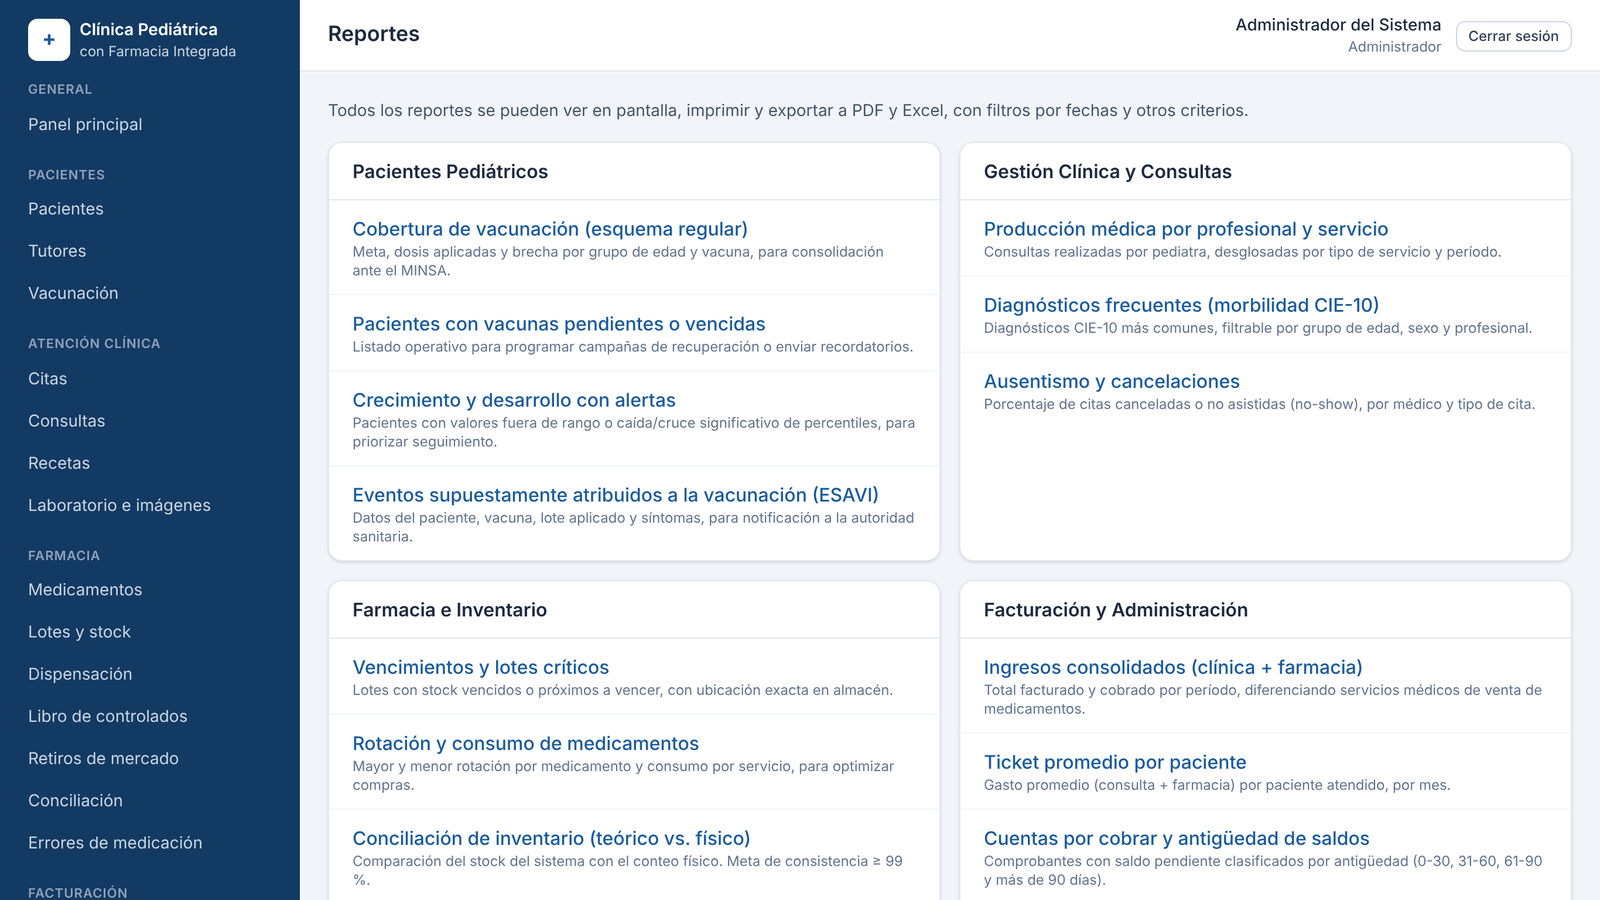 +
Clínica Pediátrica
con Farmacia Integrada
GENERAL
Panel principal
PACIENTES
Pacientes
Tutores
Vacunación
ATENCIÓN CLÍNICA
Citas
Consultas
Recetas
Laboratorio e imágenes
FARMACIA
Medicamentos
Lotes y stock
Dispensación
Libro de controlados
Retiros de mercado
Conciliación
Errores de medicación
FACTURACIÓN
Reportes
Administrador del Sistema
Administrador
Cerrar sesión
Todos los reportes se pueden ver en pantalla, imprimir y exportar a PDF y Excel, con filtros por fechas y otros criterios.
Pacientes Pediátricos
Cobertura de vacunación (esquema regular)
Meta, dosis aplicadas y brecha por grupo de edad y vacuna, para consolidación
ante el MINSA.
Pacientes con vacunas pendientes o vencidas
Listado operativo para programar campañas de recuperación o enviar recordatorios.
Crecimiento y desarrollo con alertas
Pacientes con valores fuera de rango o caída/cruce significativo de percentiles, para
priorizar seguimiento.
Eventos supuestamente atribuidos a la vacunación (ESAVI)
Datos del paciente, vacuna, lote aplicado y síntomas, para notificación a la autoridad
sanitaria.
Gestión Clínica y Consultas
Producción médica por profesional y servicio
Consultas realizadas por pediatra, desglosadas por tipo de servicio y período.
Diagnósticos frecuentes (morbilidad CIE-10)
Diagnósticos CIE-10 más comunes, filtrable por grupo de edad, sexo y profesional.
Ausentismo y cancelaciones
Porcentaje de citas canceladas o no asistidas (no-show), por médico y tipo de cita.
Farmacia e Inventario
Vencimientos y lotes críticos
Lotes con stock vencidos o próximos a vencer, con ubicación exacta en almacén.
Rotación y consumo de medicamentos
Mayor y menor rotación por medicamento y consumo por servicio, para optimizar
compras.
Conciliación de inventario (teórico vs. físico)
Comparación del stock del sistema con el conteo físico. Meta de consistencia ≥ 99
%.
Facturación y Administración
Ingresos consolidados (clínica + farmacia)
Total facturado y cobrado por período, diferenciando servicios médicos de venta de
medicamentos.
Ticket promedio por paciente
Gasto promedio (consulta + farmacia) por paciente atendido, por mes.
Cuentas por cobrar y antigüedad de saldos
Comprobantes con saldo pendiente clasificados por antigüedad (0-30, 31-60, 61-90
y más de 90 días).